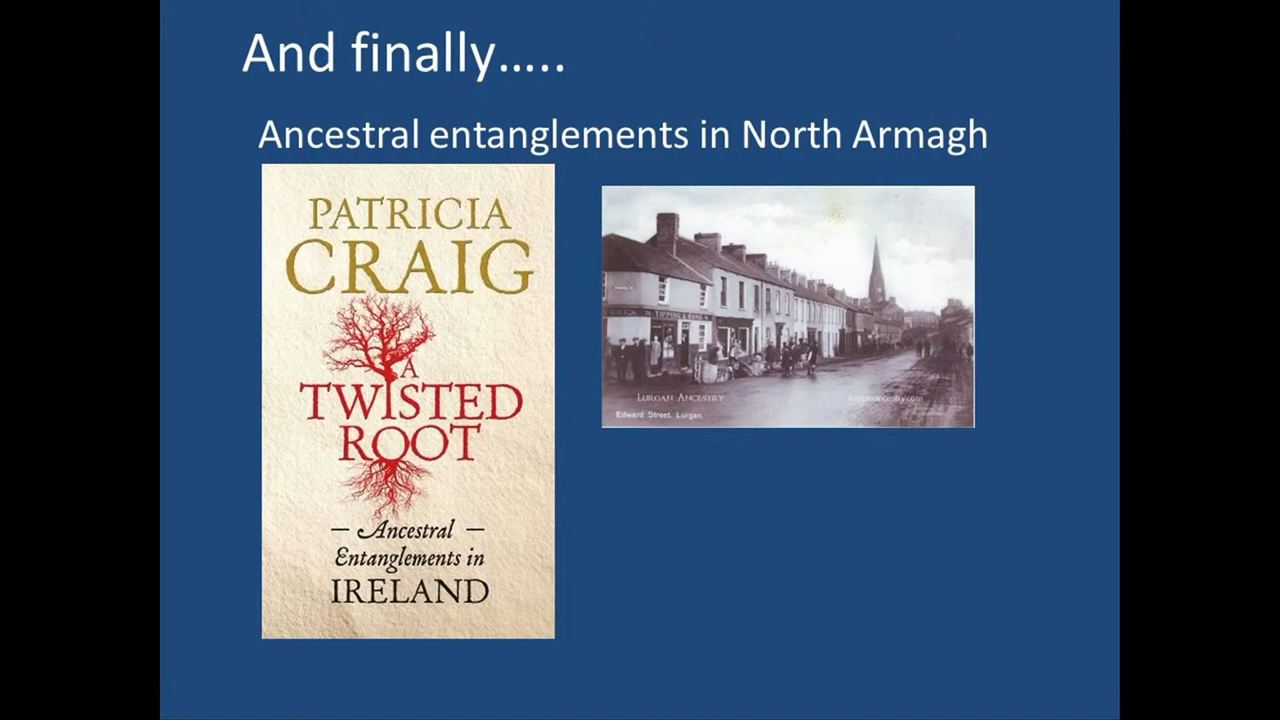 And finally…..
Ancestral entanglements in North Armagh
PATRICIA
CRAIG
A
TWISTED
ROOT
— Ancestral —
Entanglements in
IRELAND
TIPPING &
LURGAN ANCESTRY
lurganancestry.com
Edward Street, Lurgan.